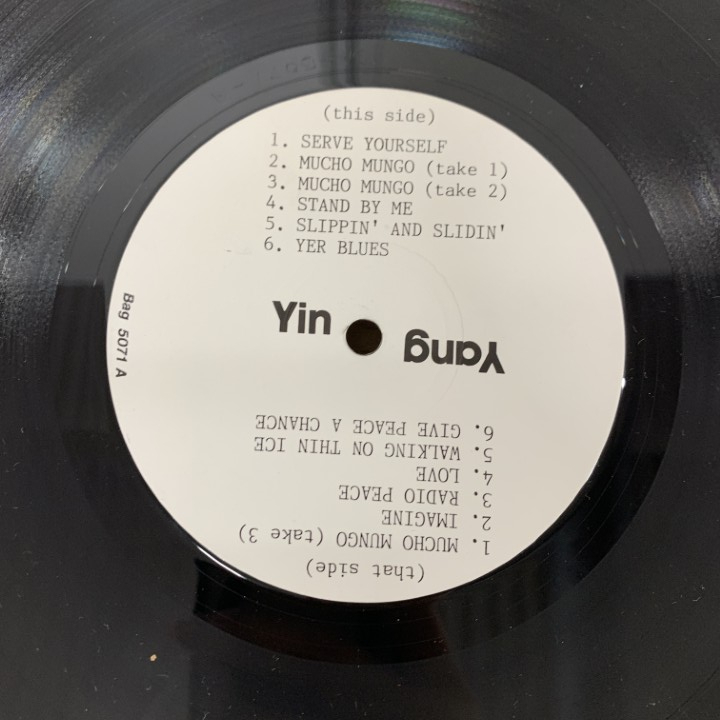 (this side)
1. SERVE YOURSELF
2. MUCHO MUNGO (take 1)
3. MUCHO MUNGO (take 2)
4. STAND BY ME
5. SLIPPIN' AND SLIDIN'
6. YER BLUES
Yin
Yang
Bag 5071 A
(that side)
1. MUCHO MUNGO (take 3)
2. IMAGINE
3. RADIO PEACE
4. LOVE
5. WALKING ON THIN ICE
6. GIVE PEACE A CHANCE